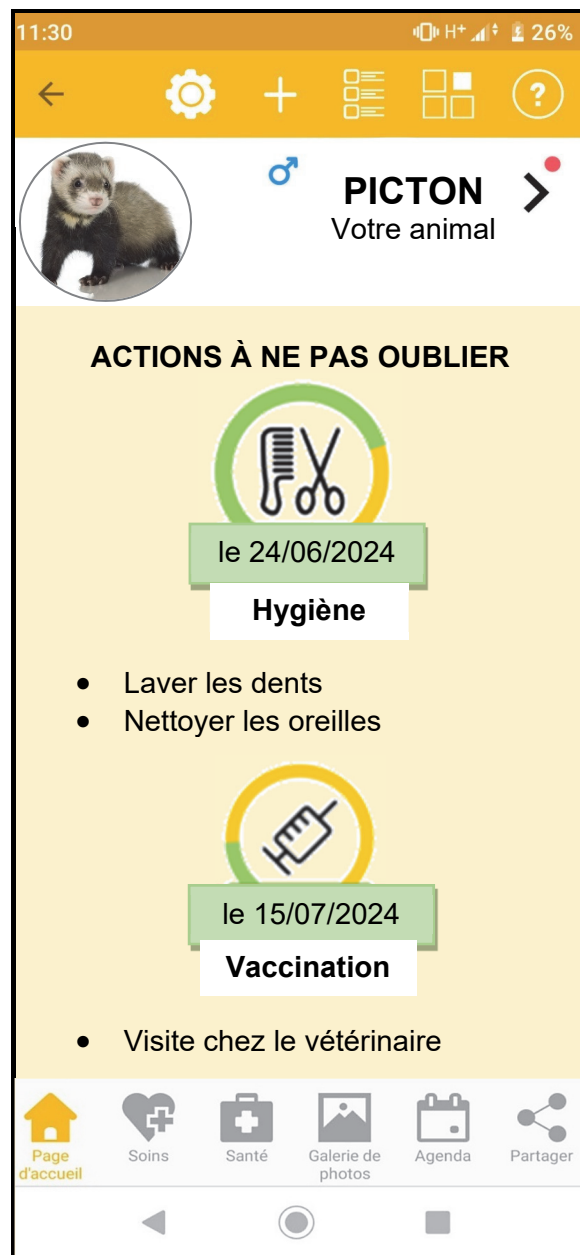 11:30 H+ 26%
?
PICTON
Votre animal
ACTIONS À NE PAS OUBLIER
le 24/06/2024
Hygiène
• Laver les dents
• Nettoyer les oreilles
le 15/07/2024
Vaccination
• Visite chez le vétérinaire
Page d'accueil
Soins
Santé
Galerie de photos
Agenda
Partager